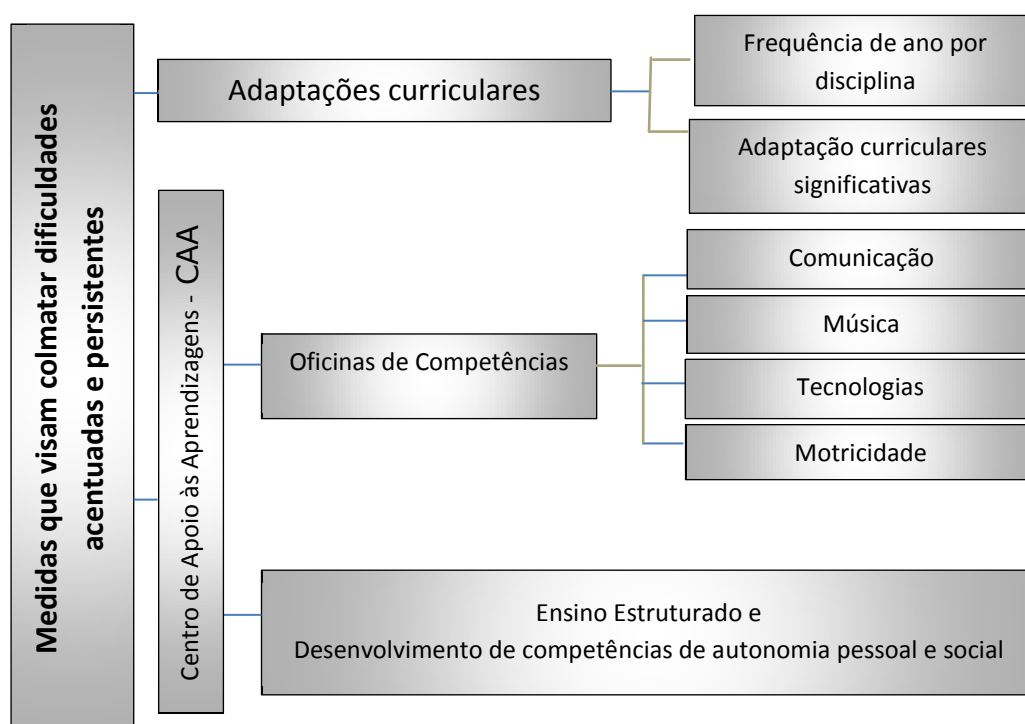 Medidas que visam colmatar dificuldades
acentuadas e persistentes
Adaptações curriculares
Frequência de ano por
disciplina
Adaptação curriculares
significativas
Centro de Apoio às Aprendizagens - CAA
Oficinas de Competências
Comunicação
Música
Tecnologias
Motricidade
Ensino Estruturado e
Desenvolvimento de competências de autonomia pessoal e social